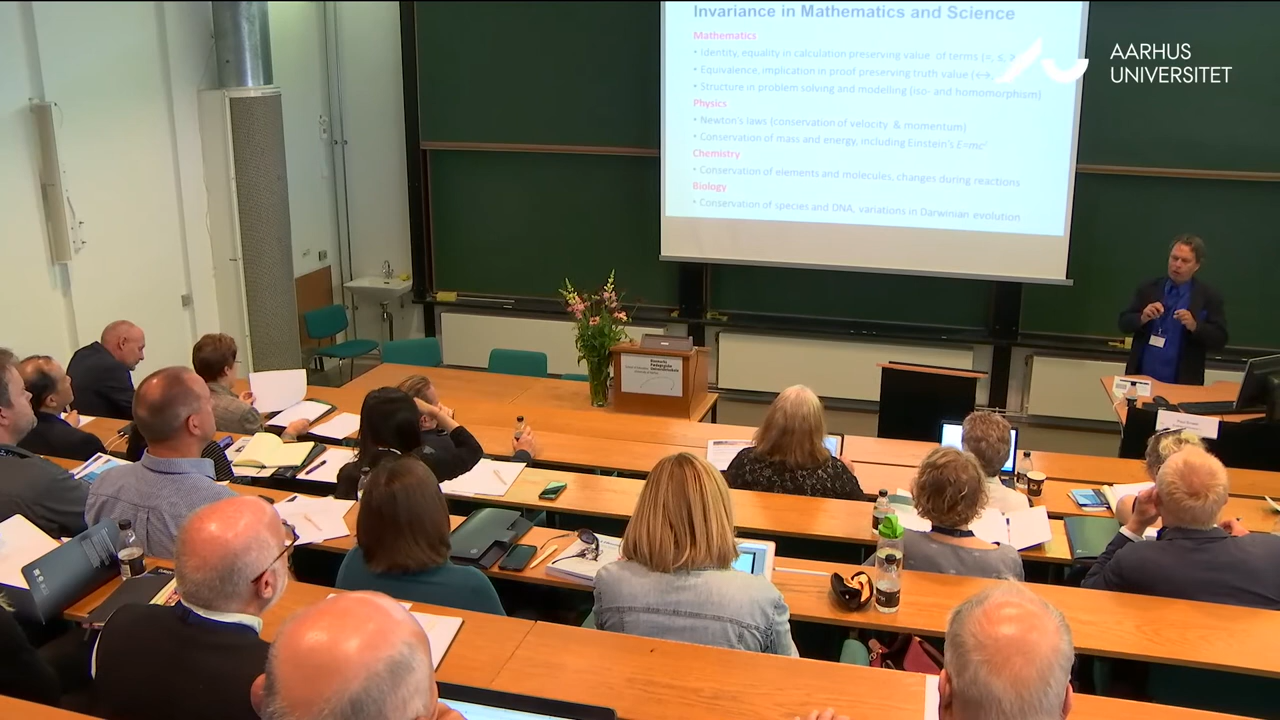 Invariance in Mathematics and Science
Mathematics
• Identity, equality in calculation preserving value of terms (=, ≤,
• Equivalence, implication in proof preserving truth value (↔,
• Structure in problem solving and modelling (iso- and homomorphism)
Physics
• Newton's laws (conservation of velocity & momentum)
• Conservation of mass and energy, including Einstein's E=mc²
Chemistry
• Conservation of elements and molecules, changes during reactions
Biology
• Conservation of species and DNA, variations in Darwinian evolution
AARHUS
UNIVERSITET